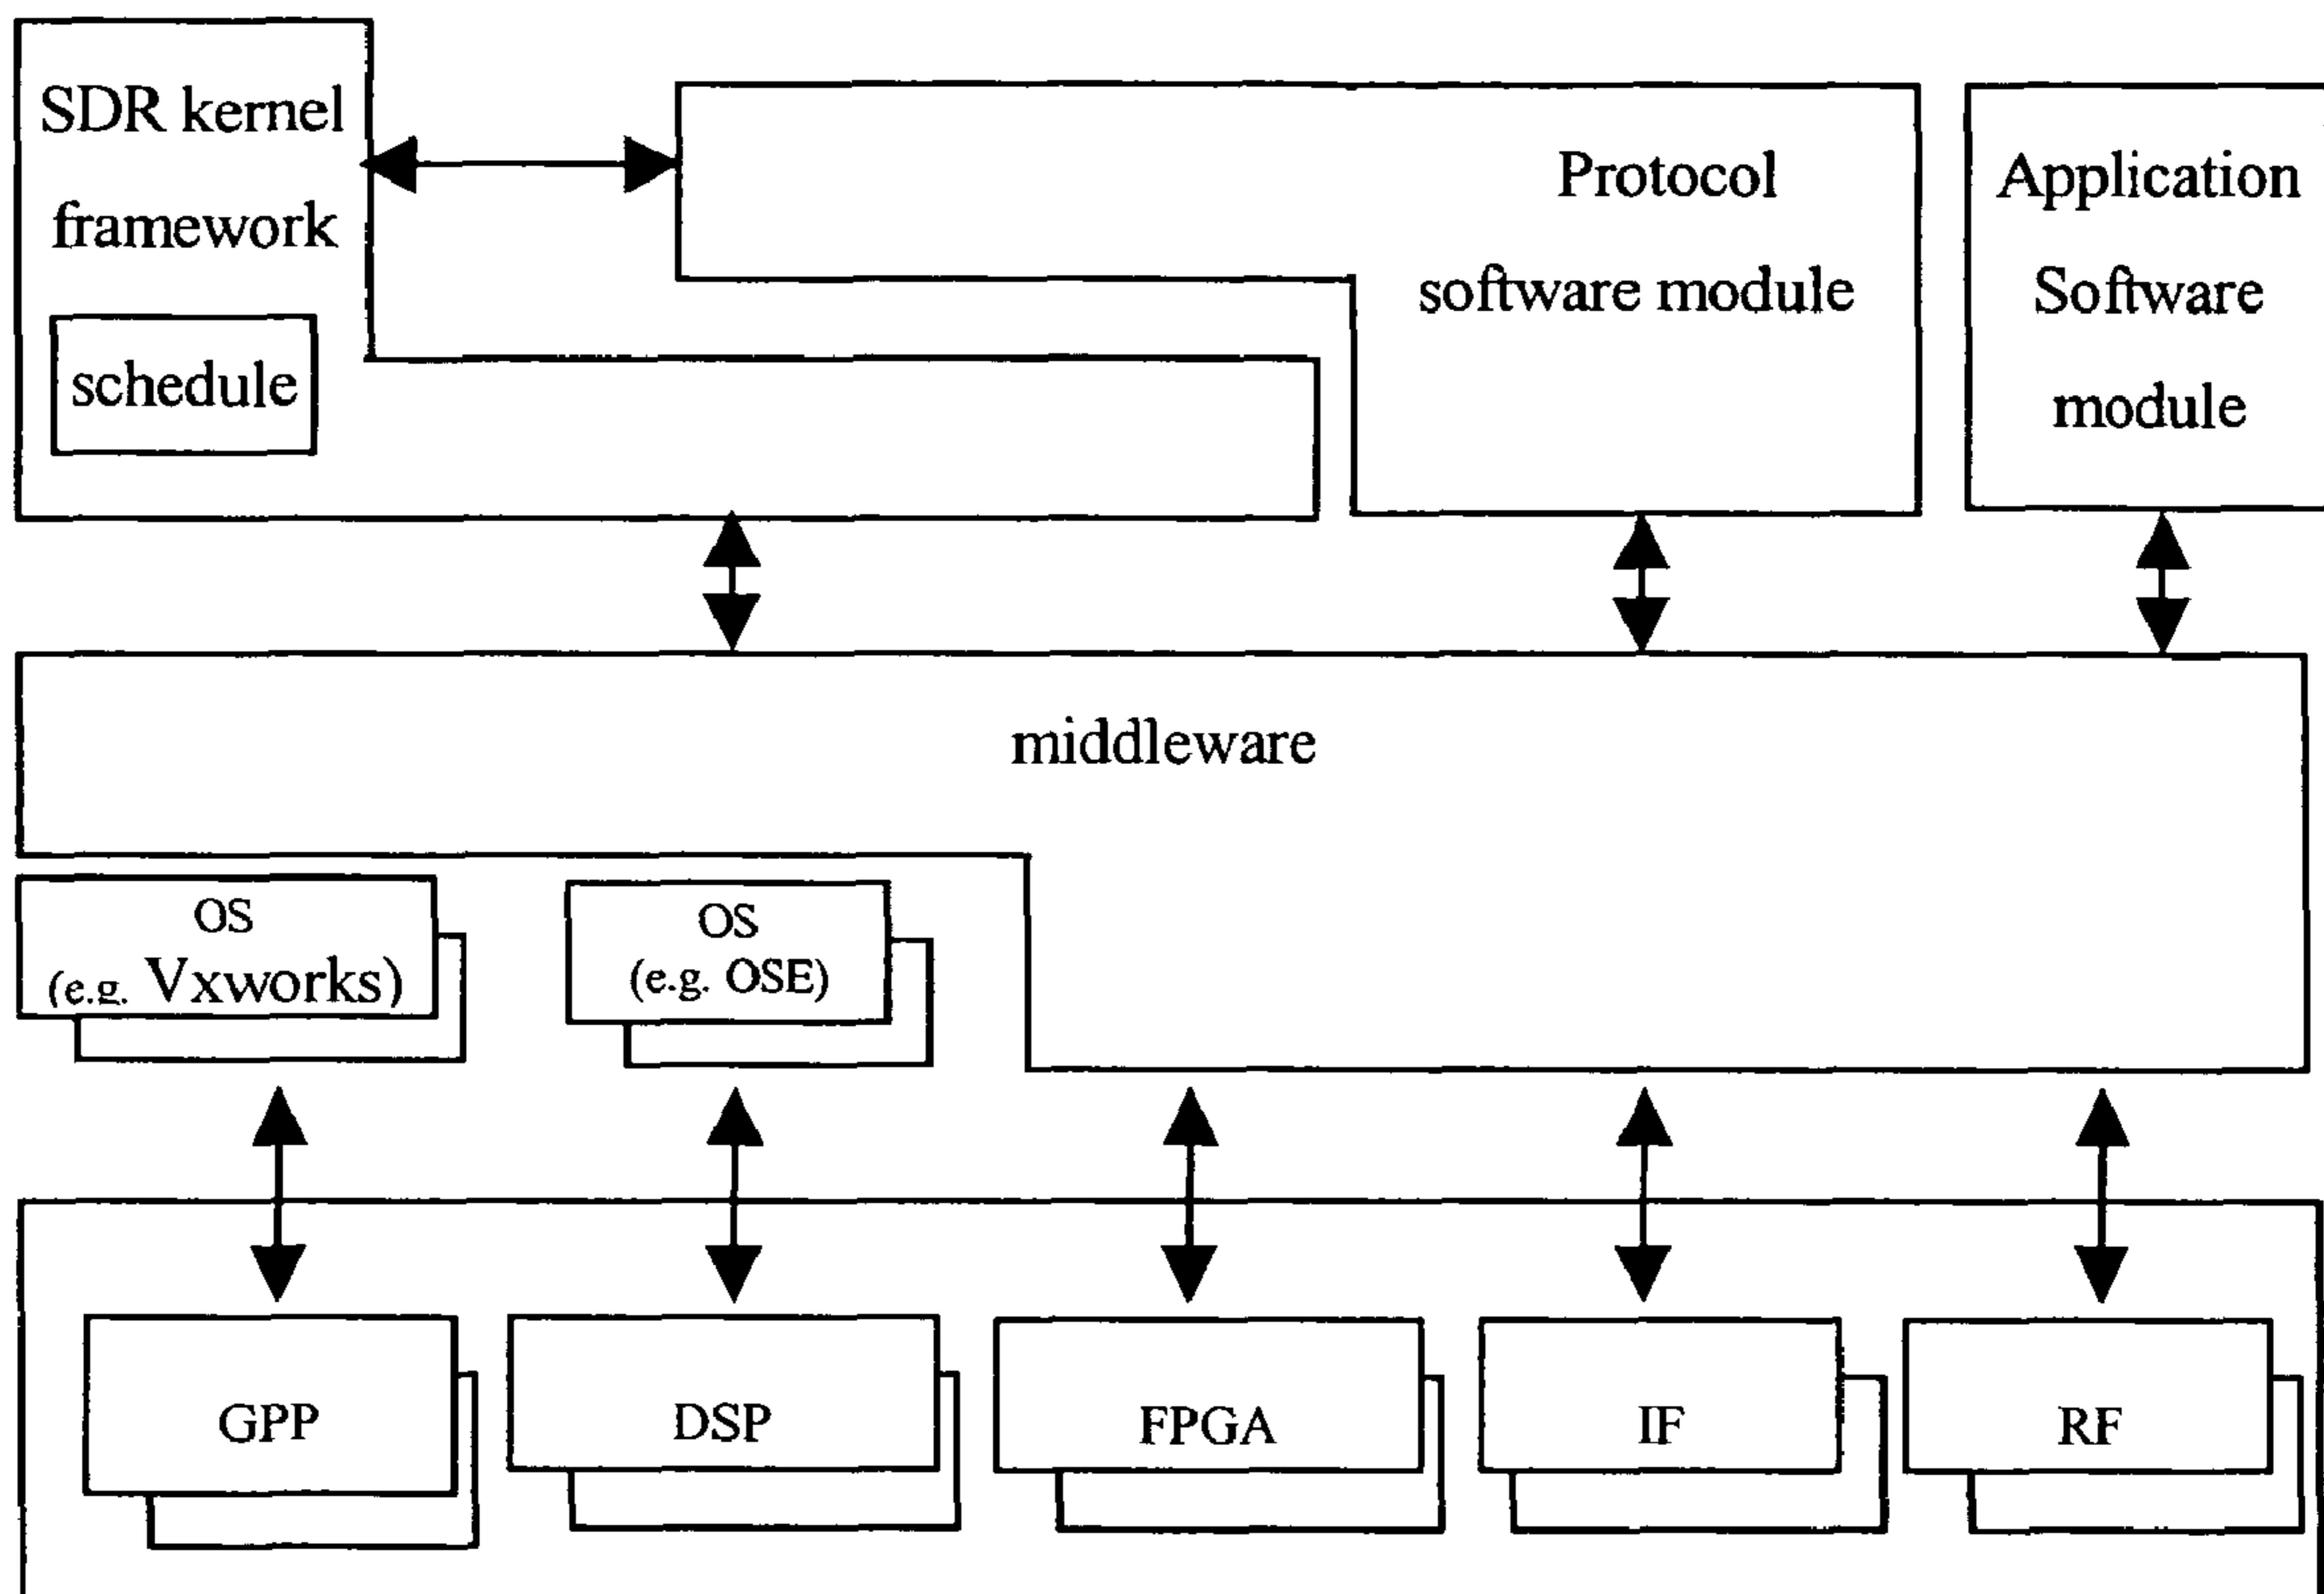 SDR kernel
framework
schedule
Protocol
software module
Application
Software
module
middleware
OS
(e.g. Vxworks)
OS
(e.g. OSE)
GPP
DSP
FPGA
IF
RF